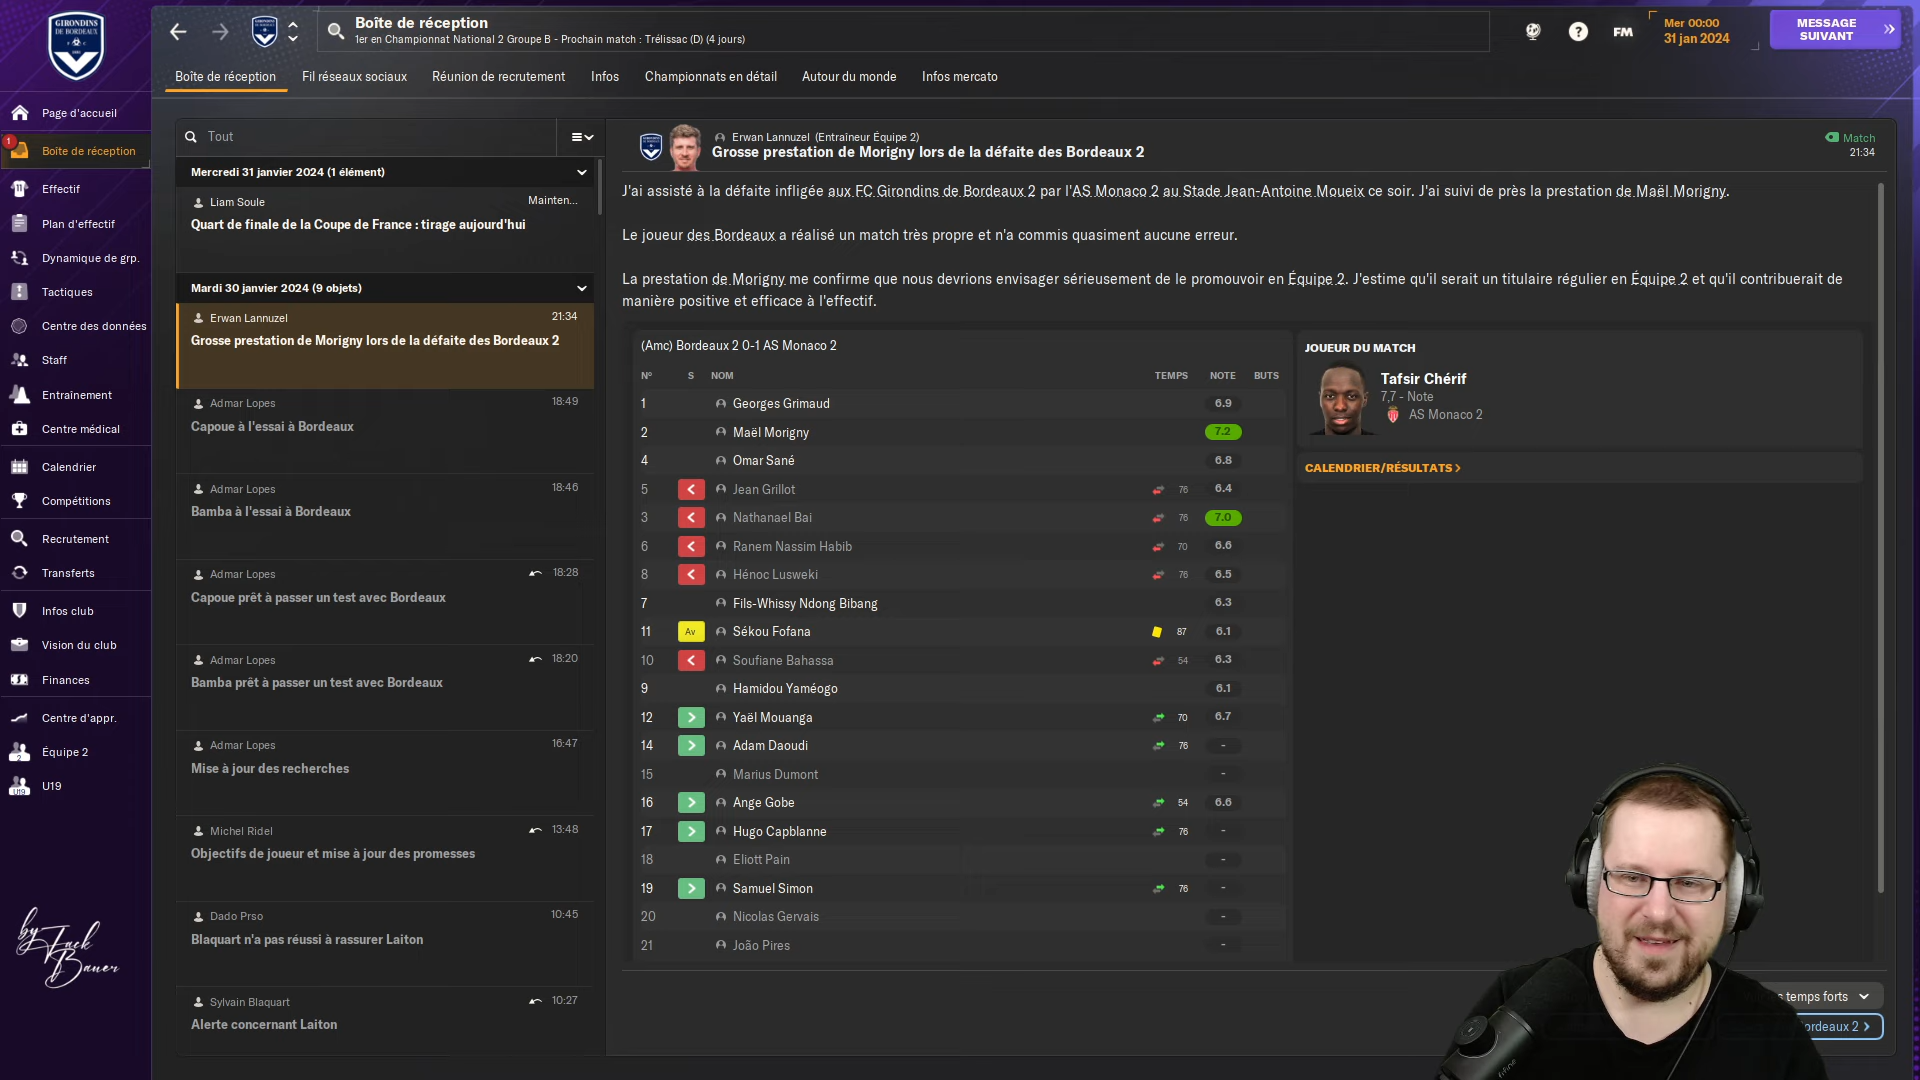 GIRONDINS
DE BORDEAUX
Boîte de réception
1er en Championnat National 2 Groupe B - Prochain match : Trélissac (D) (4 jours)
FM
Mer 00:00
31 jan 2024
MESSAGE
SUIVANT
Boîte de réception
Fil réseaux sociaux
Réunion de recrutement
Infos
Championnats en détail
Autour du monde
Infos mercato
Page d'accueil
1
Boîte de réception
Effectif
Plan d'effectif
Dynamique de grp.
Tactiques
Centre des données
Staff
Entraînement
Centre médical
Calendrier
Compétitions
Recrutement
Transferts
Infos club
Vision du club
Finances
Centre d'appr.
2
Équipe 2
U19
U19
by Jack
Bauer
Tout
Mercredi 31 janvier 2024 (1 élément)
Liam Soule Mainten...
Quart de finale de la Coupe de France : tirage aujourd'hui
Mardi 30 janvier 2024 (9 objets)
Erwan Lannuzel 21:34
Grosse prestation de Morigny lors de la défaite des Bordeaux 2
Admar Lopes 18:49
Capoue à l'essai à Bordeaux
Admar Lopes 18:46
Bamba à l'essai à Bordeaux
Admar Lopes 18:28
Capoue prêt à passer un test avec Bordeaux
Admar Lopes 18:20
Bamba prêt à passer un test avec Bordeaux
Admar Lopes 16:47
Mise à jour des recherches
Michel Ridel 13:48
Objectifs de joueur et mise à jour des promesses
Dado Prso 10:45
Blaquart n'a pas réussi à rassurer Laiton
Sylvain Blaquart 10:27
Alerte concernant Laiton
Erwan Lannuzel (Entraîneur Équipe 2)
Grosse prestation de Morigny lors de la défaite des Bordeaux 2
Match
21:34
J'ai assisté à la défaite infligée aux FC Girondins de Bordeaux 2 par l'AS Monaco 2 au Stade Jean-Antoine Moueix ce soir. J'ai suivi de près la prestation de Maël Morigny.
Le joueur des Bordeaux a réalisé un match très propre et n'a commis quasiment aucune erreur.
La prestation de Morigny me confirme que nous devrions envisager sérieusement de le promouvoir en Équipe 2. J'estime qu'il serait un titulaire régulier en Équipe 2 et qu'il contribuerait de
manière positive et efficace à l'effectif.
(Amc) Bordeaux 2 0-1 AS Monaco 2
Nº S NOM TEMPS NOTE BUTS
1 Georges Grimaud 6.9
2 Maël Morigny 7.2
4 Omar Sané 6.8
5 Jean Grillot 76 6.4
3 Nathanael Bai 76 7.0
6 Ranem Nassim Habib 70 6.6
8 Hénoc Lusweki 76 6.5
7 Fils-Whissy Ndong Bibang 6.3
11 Av Sékou Fofana 87 6.1
10 Soufiane Bahassa 54 6.3
9 Hamidou Yaméogo 6.1
12 Yaël Mouanga 70 6.7
14 Adam Daoudi 76 -
15 Marius Dumont -
16 Ange Gobe 54 6.6
17 Hugo Capblanne 76 -
18 Eliott Pain -
19 Samuel Simon 76 -
20 Nicolas Gervais -
21 João Pires -
JOUEUR DU MATCH
Tafsir Chérif
7,7 - Note
AS Monaco 2
CALENDRIER/RÉSULTATS
temps forts
ordeaux 2